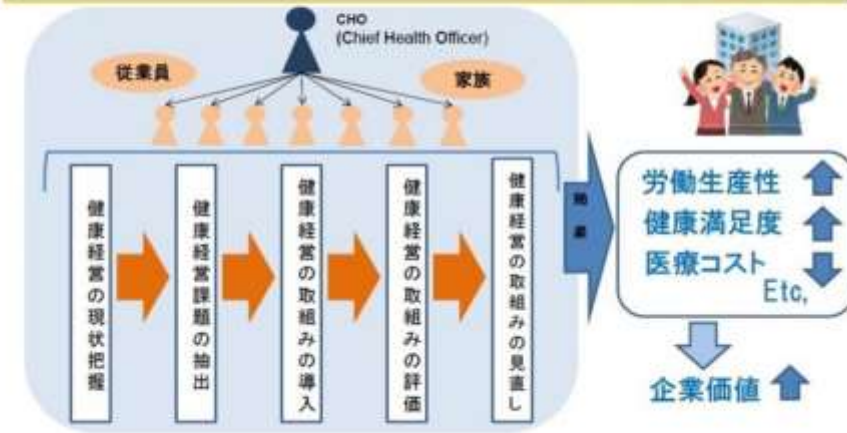 CHO
(Chief Health Officer)
従業員
家族
健康経営の現状把握
健康経営課題の抽出
健康経営の取組みの導入
健康経営の取組みの評価
健康経営の取組みの見直し
労働生産性
健康満足度
医療コスト
Etc,
企業価値